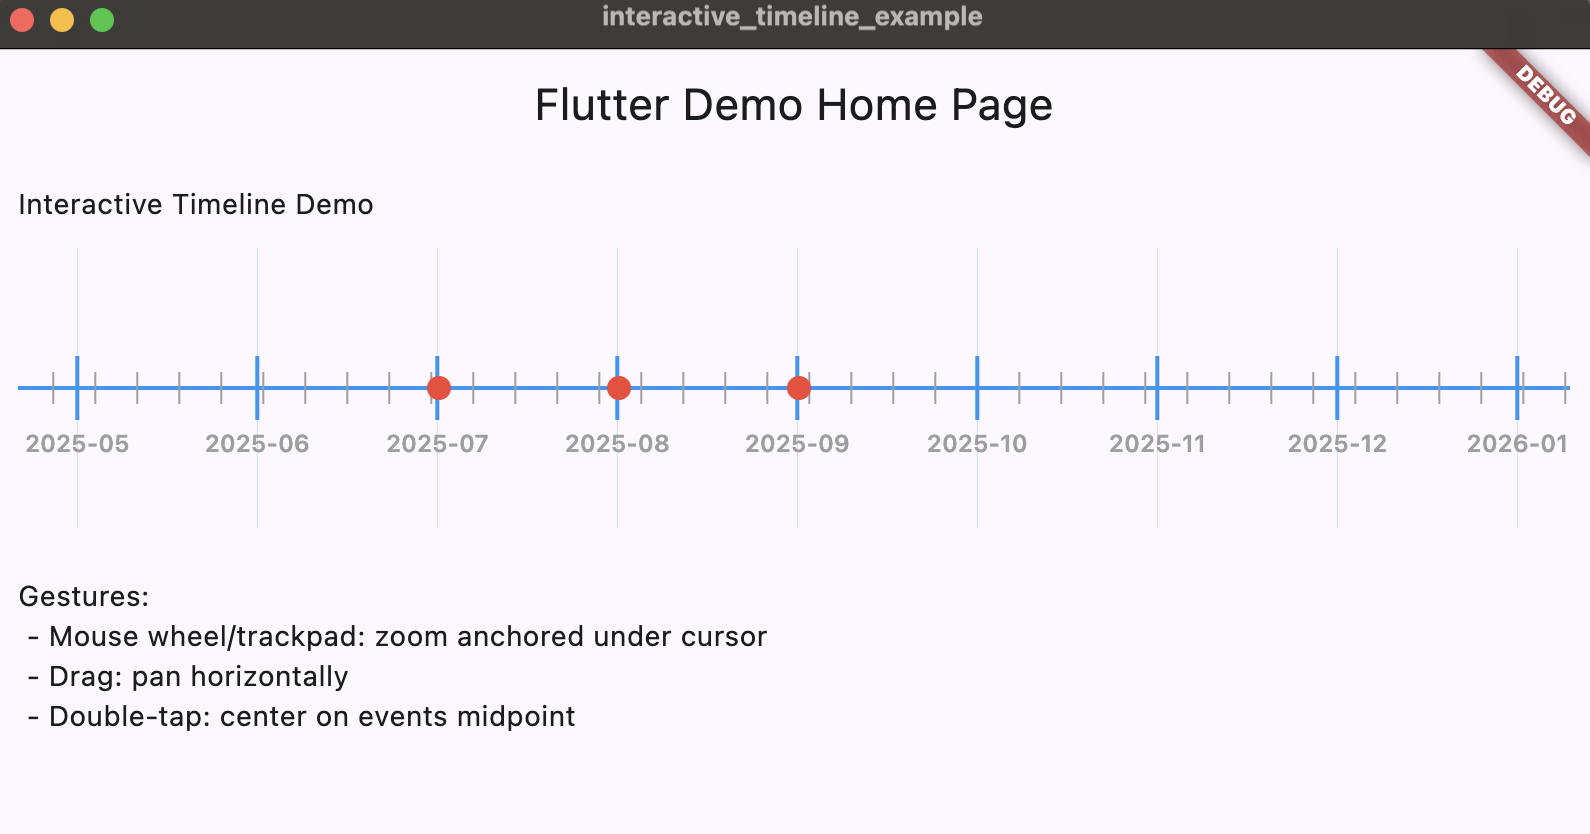 interactive_timeline_example
DEBUG
Flutter Demo Home Page
Interactive Timeline Demo
2025-05 2025-06 2025-07 2025-08 2025-09 2025-10 2025-11 2025-12 2026-01
Gestures:
- Mouse wheel/trackpad: zoom anchored under cursor
- Drag: pan horizontally
- Double-tap: center on events midpoint